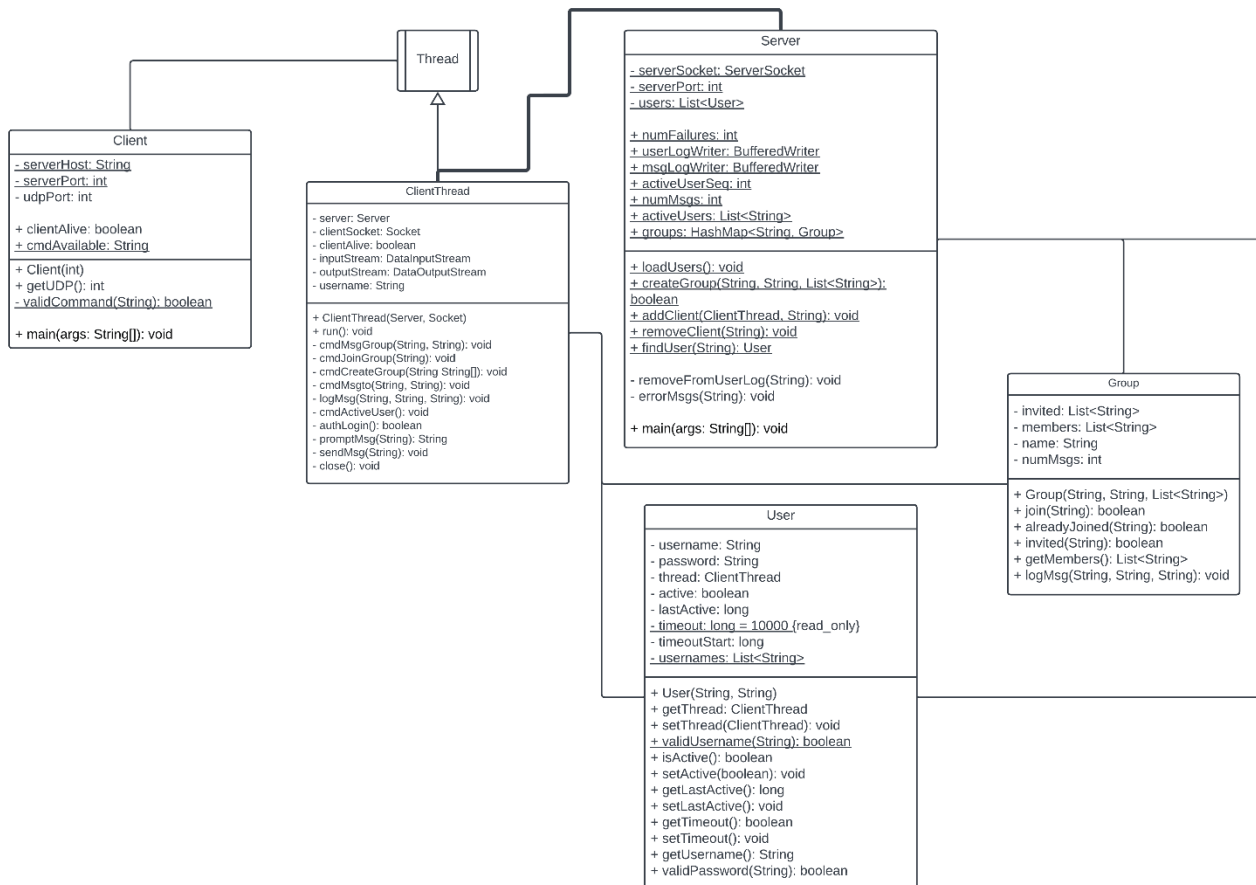 Thread
Server
- serverSocket: ServerSocket
- serverPort: int
- users: List<User>
+ numFailures: int
+ userLogWriter: BufferedWriter
+ msgLogWriter: BufferedWriter
+ activeUserSeq: int
+ numMsgs: int
+ activeUsers: List<String>
+ groups: HashMap<String, Group>
+ loadUsers(): void
+ createGroup(String, String, List<String>):
boolean
+ addClient(ClientThread, String): void
+ removeClient(String): void
+ findUser(String): User
- removeFromUserLog(String): void
- errorMsgs(String): void
+ main(args: String[]): void
Client
- serverHost: String
- serverPort: int
- udpPort: int
+ clientAlive: boolean
+ cmdAvailable: String
+ Client(int)
+ getUDP(): int
- validCommand(String): boolean
+ main(args: String[]): void
ClientThread
- server: Server
- clientSocket: Socket
- clientAlive: boolean
- inputStream: DataInputStream
- outputStream: DataOutputStream
- username: String
+ ClientThread(Server, Socket)
+ run(): void
- cmdMsgGroup(String, String): void
- cmdJoinGroup(String): void
- cmdCreateGroup(String String[]): void
- cmdMsgto(String, String): void
- logMsg(String, String, String): void
- cmdActiveUser(): void
- authLogin(): boolean
- promptMsg(String): String
- sendMsg(String): void
- close(): void
Group
- invited: List<String>
- members: List<String>
- name: String
- numMsgs: int
+ Group(String, String, List<String>)
+ join(String): boolean
+ alreadyJoined(String): boolean
+ invited(String): boolean
+ getMembers(): List<String>
+ logMsg(String, String, String): void
User
- username: String
- password: String
- thread: ClientThread
- active: boolean
- lastActive: long
- timeout: long = 10000 {read_only}
- timeoutStart: long
- usernames: List<String>
+ User(String, String)
+ getThread: ClientThread
+ setThread(ClientThread): void
+ validUsername(String): boolean
+ isActive(): boolean
+ setActive(boolean): void
+ getLastActive(): long
+ setLastActive(): void
+ getTimeout(): boolean
+ setTimeout(): void
+ getUsername(): String
+ validPassword(String): boolean